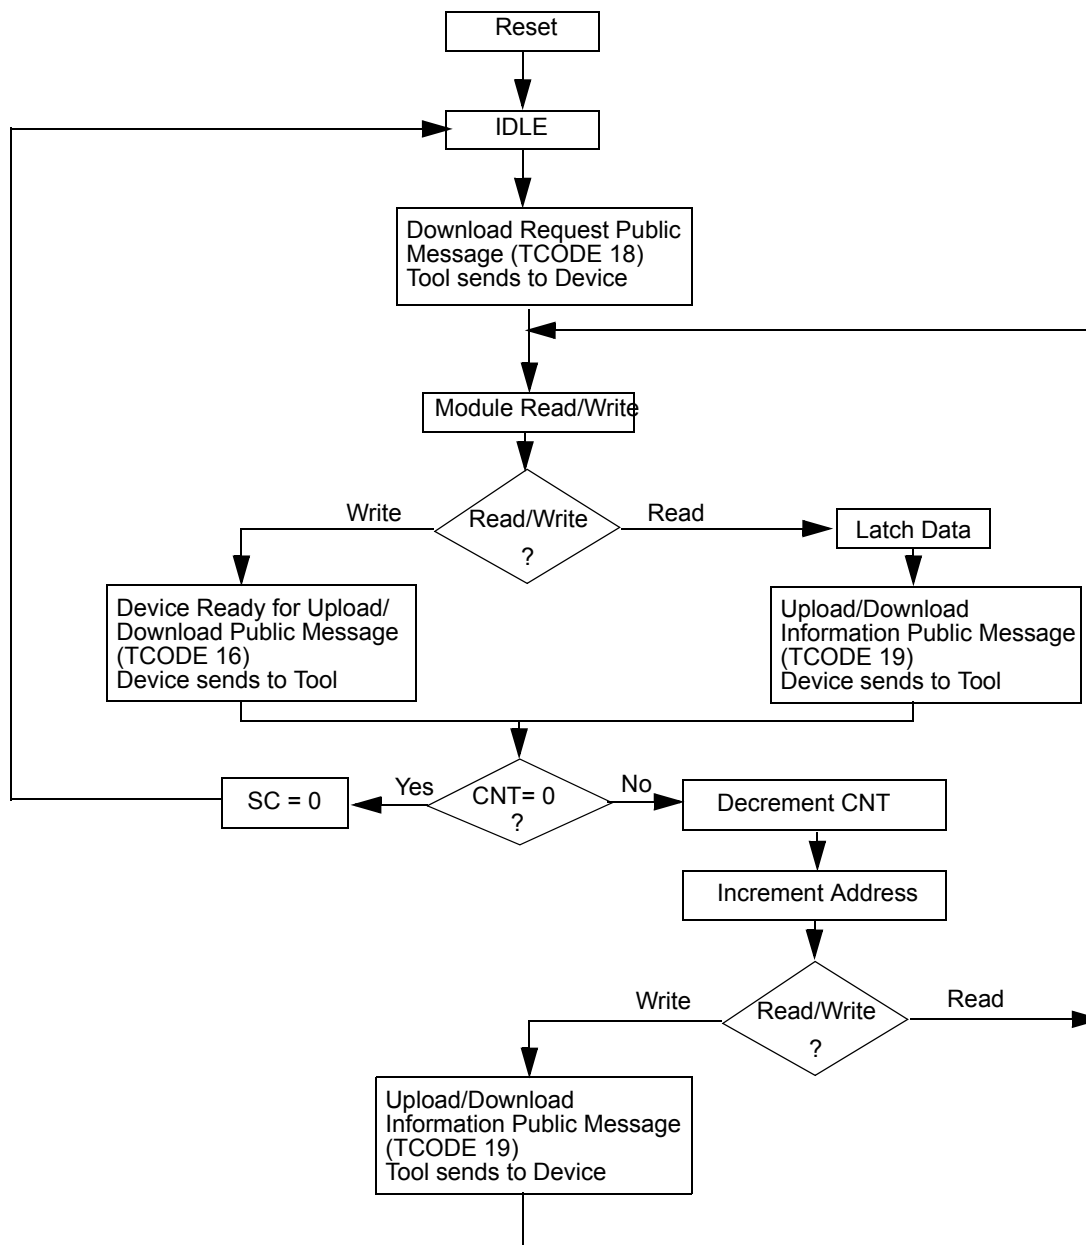 Reset
IDLE
Download Request Public
Message (TCODE 18)
Tool sends to Device
Module Read/Write
Write
Read/Write
?
Read
Latch Data
Device Ready for Upload/
Download Public Message
(TCODE 16)
Device sends to Tool
Upload/Download
Information Public Message
(TCODE 19)
Device sends to Tool
SC = 0
Yes
CNT= 0
?
No
Decrement CNT
Increment Address
Write
Read/Write
?
Read
Upload/Download
Information Public Message
(TCODE 19)
Tool sends to Device